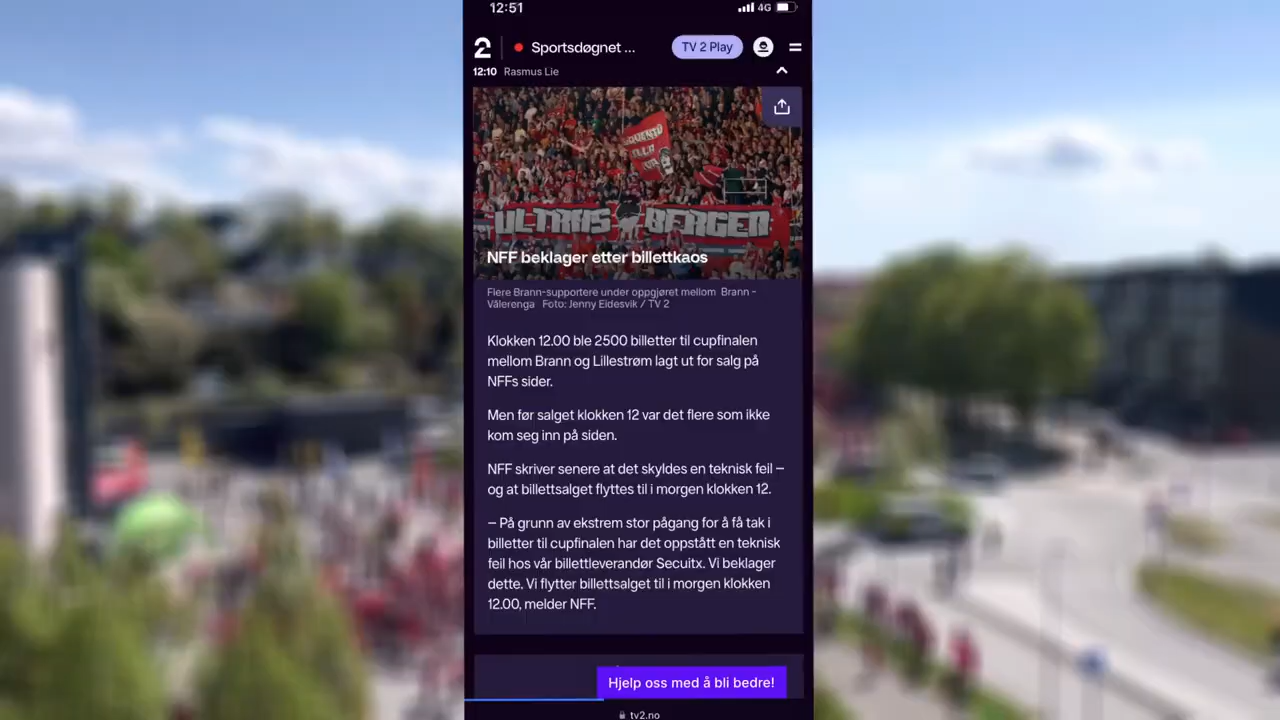 12:51
4G
2
Sportsdøgnet ...
TV 2 Play
12:10 Rasmus Lie
ULTRAS BERGEN
NFF beklager etter billettkaos
Flere Brann-supportere under oppgjøret mellom Brann -
Vålerenga Foto: Jenny Eidesvik / TV 2
Klokken 12.00 ble 2500 billetter til cupfinalen
mellom Brann og Lillestrøm lagt ut for salg på
NFFs sider.
Men før salget klokken 12 var det flere som ikke
kom seg inn på siden.
NFF skriver senere at det skyldes en teknisk feil –
og at billettsalget flyttes til i morgen klokken 12.
– På grunn av ekstrem stor pågang for å få tak i
billetter til cupfinalen har det oppstått en teknisk
feil hos vår billettleverandør Secuitx. Vi beklager
dette. Vi flytter billettsalget til i morgen klokken
12.00, melder NFF.
Hjelp oss med å bli bedre!
tv2.no